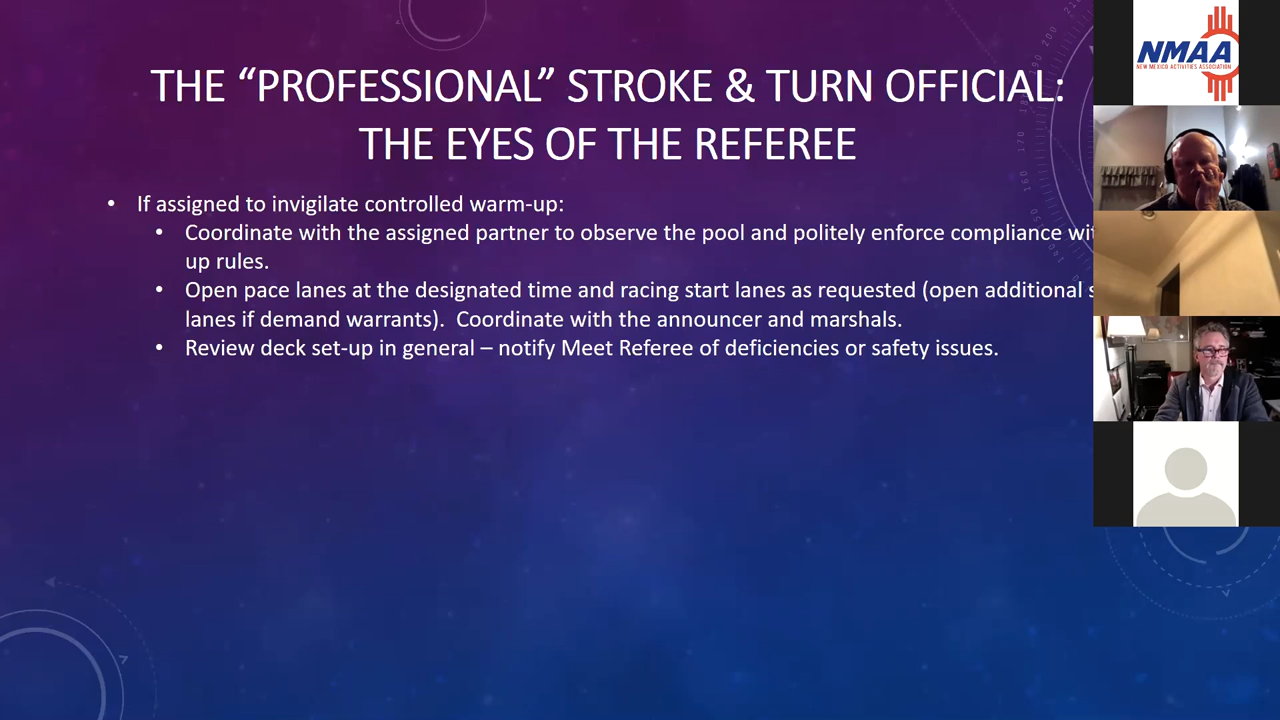 THE “PROFESSIONAL” STROKE & TURN OFFICIAL:
THE EYES OF THE REFEREE
NMAA
NEW MEXICO ACTIVITIES ASSOCIATION
• If assigned to invigilate controlled warm-up:
• Coordinate with the assigned partner to observe the pool and politely enforce compliance
up rules.
• Open pace lanes at the designated time and racing start lanes as requested (open additional
lanes if demand warrants).  Coordinate with the announcer and marshals.
• Review deck set-up in general – notify Meet Referee of deficiencies or safety issues.